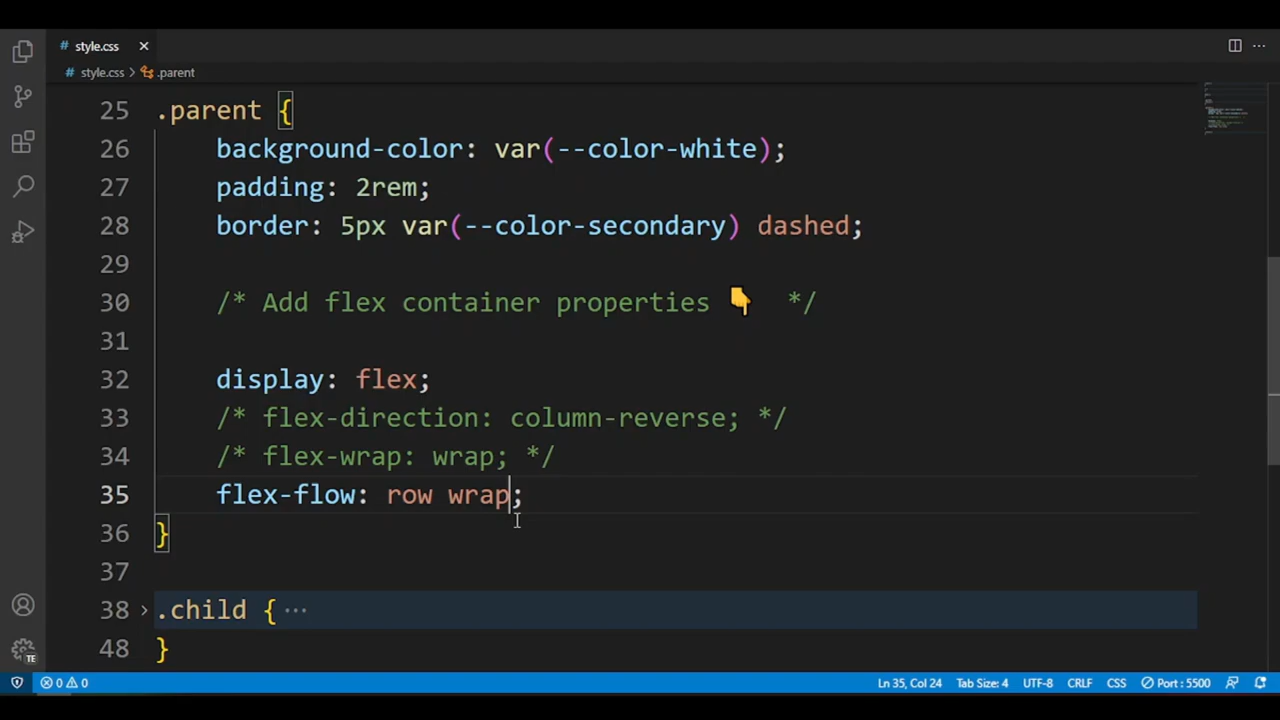 # style.css ×
# style.css > .parent
25 .parent {
26 background-color: var(--color-white);
27 padding: 2rem;
28 border: 5px var(--color-secondary) dashed;
29
30 /* Add flex container properties 👇 */
31
32 display: flex;
33 /* flex-direction: column-reverse; */
34 /* flex-wrap: wrap; */
35 flex-flow: row wrap;
36 }
37
38 > .child { ···
48 }
TE
0 0 Ln 35, Col 24 Tab Size: 4 UTF-8 CRLF CSS Port : 5500